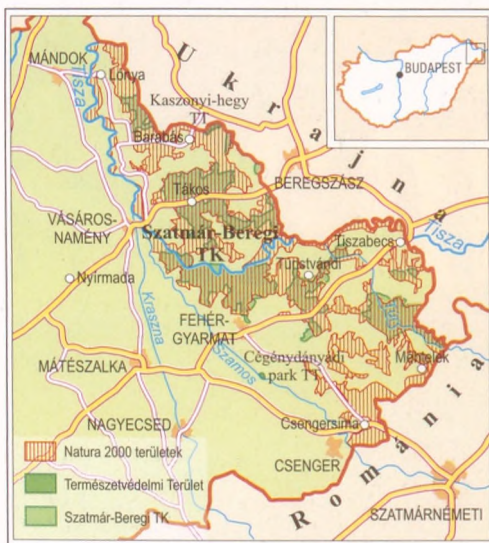 MÁNDOK
Lónya
Tisza
Ukrajna
BUDAPEST
Kaszonyi-hegy
TT
Barabás
BEREGSZÁSZ
Tákos
VÁSÁROS-
NAMÉNY
Szatmár-Beregi
TK
Tiszabecs
Tisza
Túristvándi
Nyírmada
Kraszna
FEHÉR-
GYARMAT
Szamos
MÁTÉSZALKA
Cégénydányádi
park TT
Románia
NAGYECSED
Csengersima
CSENGER
SZATMÁRNÉMETI
Natura 2000 területek
Természetvédelmi Terület
Szatmár-Beregi TK